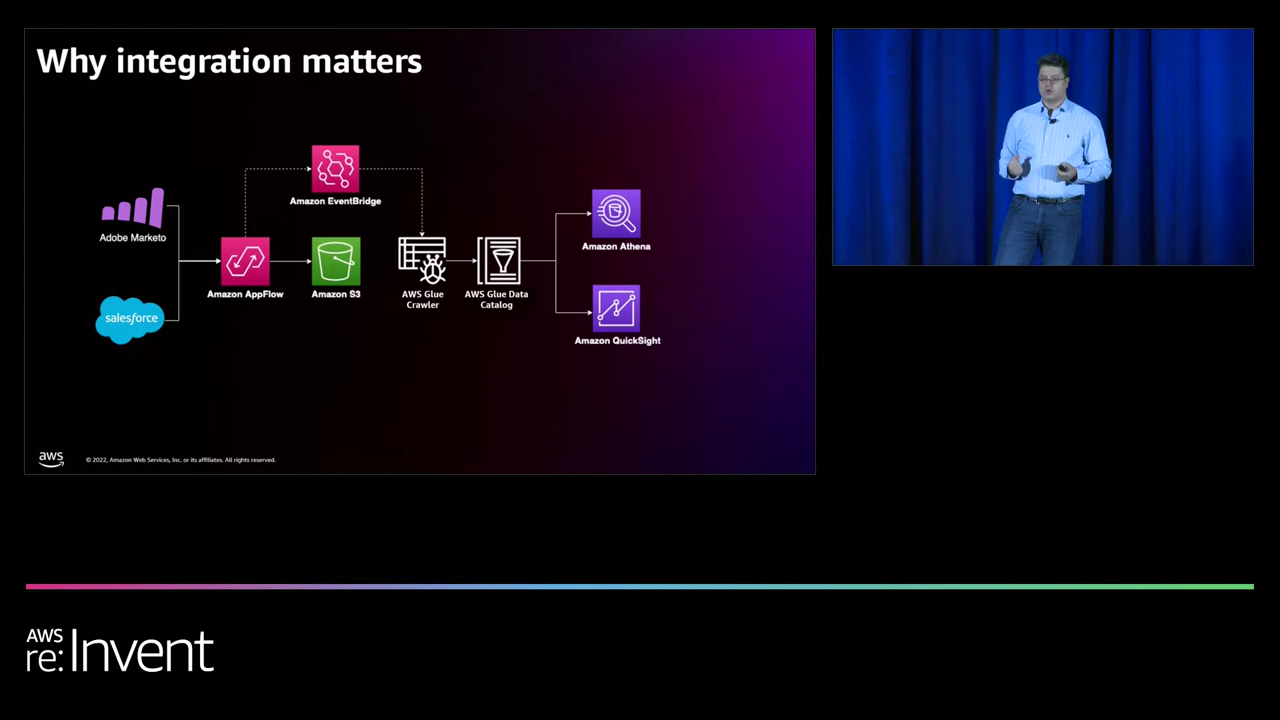 Why integration matters
Amazon EventBridge
Adobe Marketo
Amazon Athena
Amazon AppFlow
Amazon S3
AWS Glue
Crawler
AWS Glue Data
Catalog
salesforce
Amazon QuickSight
aws
© 2022, Amazon Web Services, Inc. or its affiliates. All rights reserved.
AWS
re:Invent